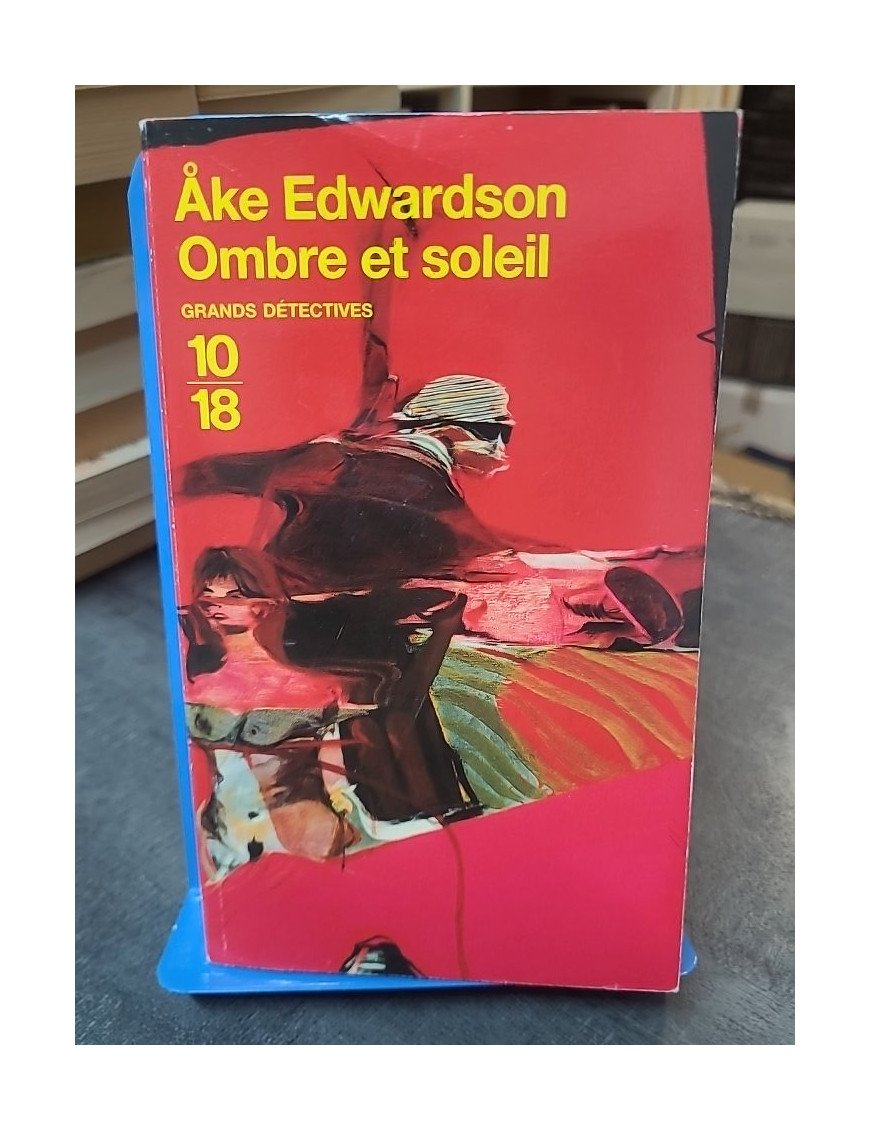 Åke Edwardson
Ombre et soleil
GRANDS DÉTECTIVES
10
18